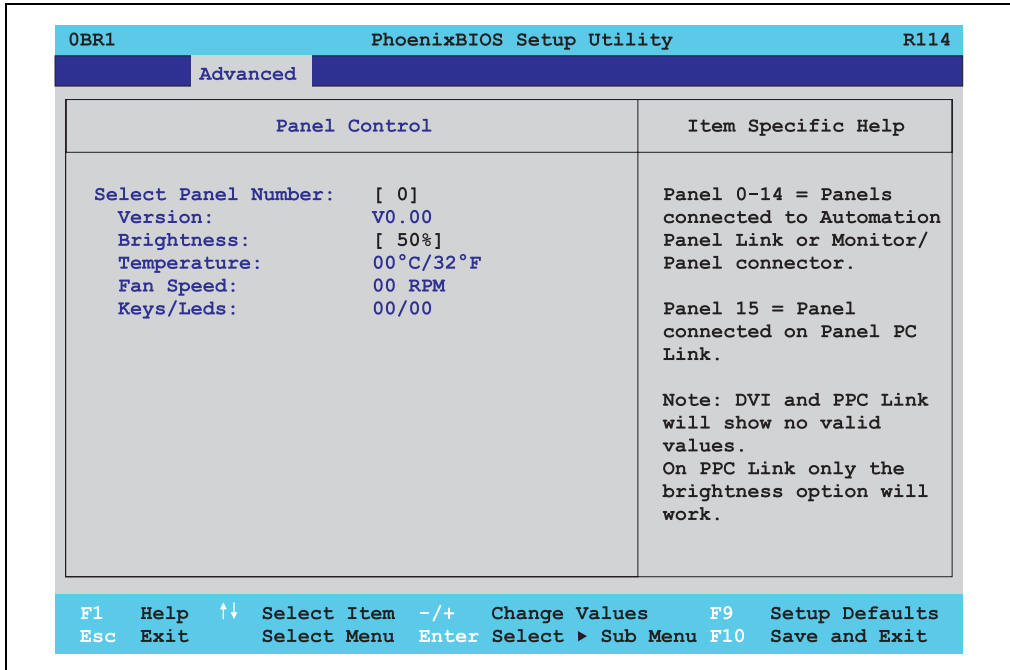 0BR1 PhoenixBIOS Setup Utility R114
Advanced
Panel Control
Item Specific Help
Select Panel Number: [ 0]
Version: V0.00
Brightness: [ 50%]
Temperature: 00°C/32°F
Fan Speed: 00 RPM
Keys/Leds: 00/00
Panel 0-14 = Panels
connected to Automation
Panel Link or Monitor/
Panel connector.
Panel 15 = Panel
connected on Panel PC
Link.
Note: DVI and PPC Link
will show no valid
values.
On PPC Link only the
brightness option will
work.
F1 Help ↑↓ Select Item -/+ Change Values F9 Setup Defaults
Esc Exit Select Menu Enter Select ▶ Sub Menu F10 Save and Exit